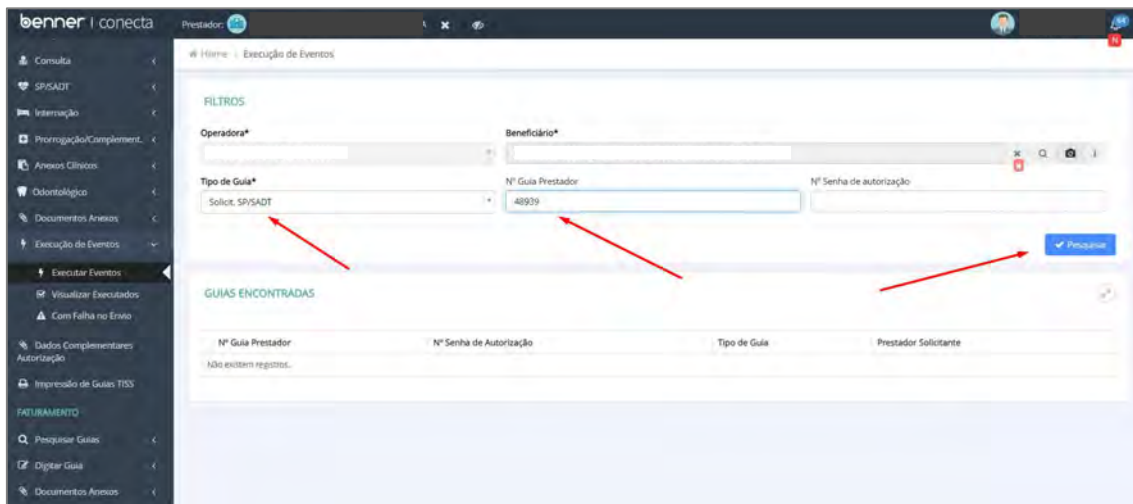 benner | conecta
Prestador:
64
N
Consulta
SP/SADT
Internação
Prorrogação/Complement.
Anexos Clínicos
Odontológico
Documentos Anexos
Execução de Eventos
Executar Eventos
Visualizar Executados
Com Falha no Envio
Dados Complementares
Autorização
Impressão de Guias TISS
FATURAMENTO
Pesquisar Guias
Digitar Guia
Documentos Anexos
Home Execução de Eventos
FILTROS
Operadora*
Beneficiário*
Tipo de Guia*
Nº Guia Prestador
Nº Senha de autorização
Solicit. SP/SADT
48939
Pesquisar
GUIAS ENCONTRADAS
Nº Guia Prestador Nº Senha de Autorização Tipo de Guia Prestador Solicitante
Não existem registros..